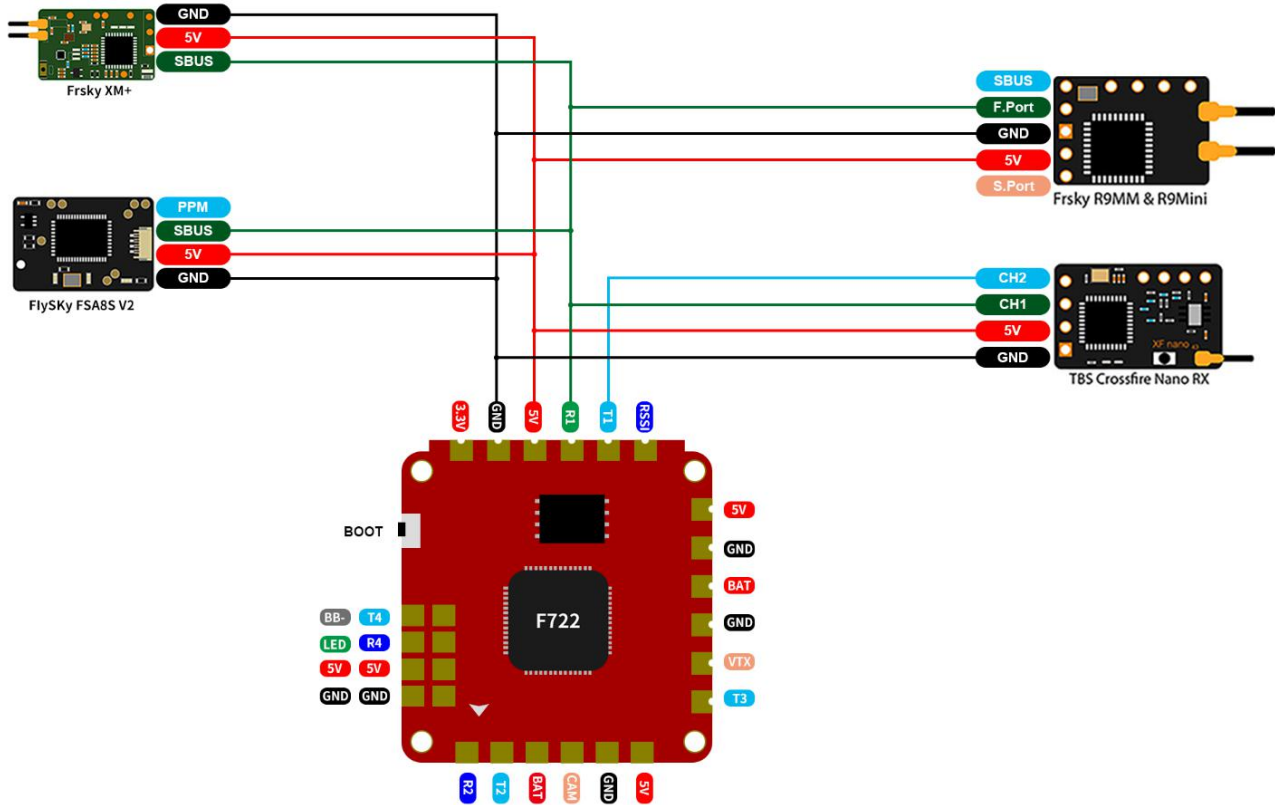 GND
5V
SBUS
Frsky XM+
SBUS
F.Port
GND
5V
S.Port
Frsky R9MM & R9Mini
PPM
SBUS
5V
GND
FlySKy FSA8S V2
CH2
CH1
5V
GND
XF nano
TBS Crossfire Nano RX
3.3V
GND
5V
R1
T1
RSSI
BOOT
F722
5V
GND
BAT
GND
VTX
T3
BB- T4
LED R4
5V 5V
GND GND
R2
T2
BAT
CAM
GND
5V